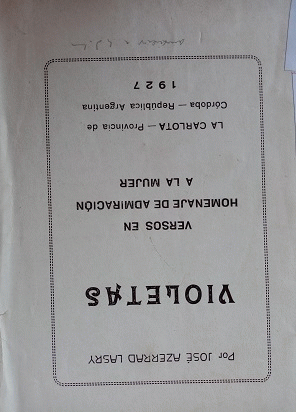 Por JOSÉ AZERRAD LASRY
VIOLETAS
VERSOS EN
HOMENAJE DE ADMIRACIÓN
A LA MUJER
LA CARLOTA — Provincia de
Córdoba — Republica Argentina
1927